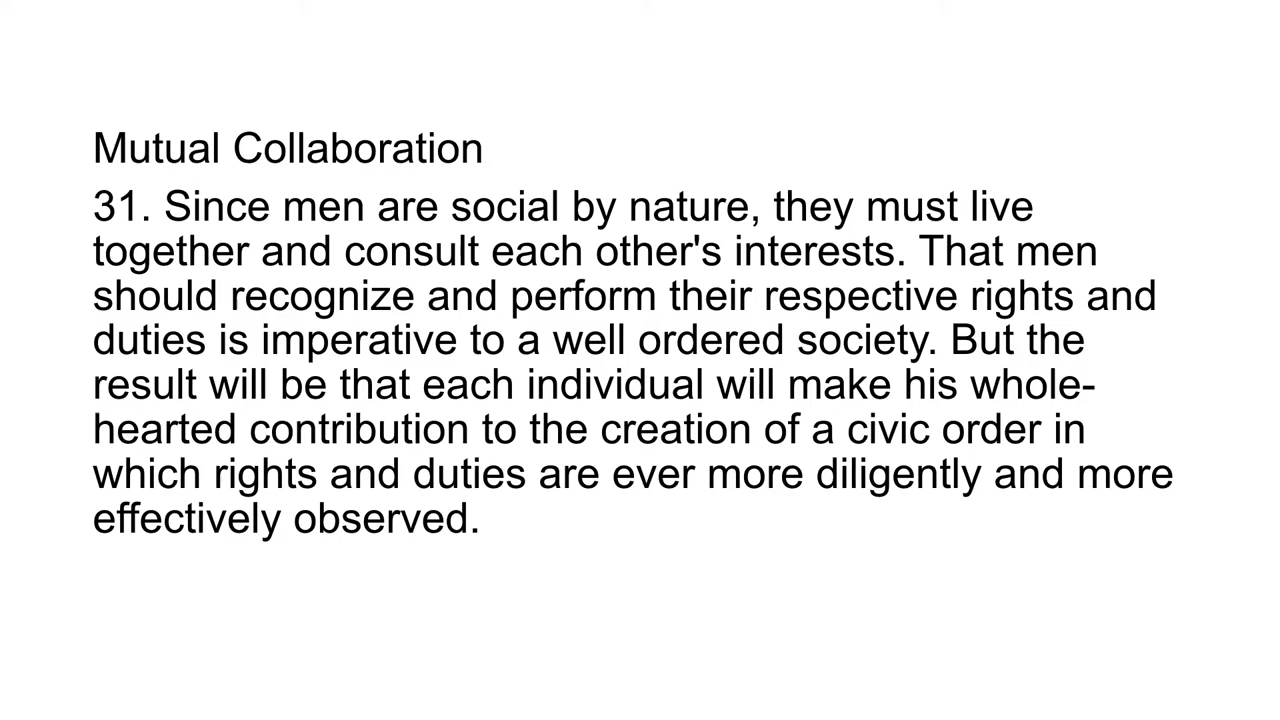 Mutual Collaboration
31. Since men are social by nature, they must live
together and consult each other's interests. That men
should recognize and perform their respective rights and
duties is imperative to a well ordered society. But the
result will be that each individual will make his whole-
hearted contribution to the creation of a civic order in
which rights and duties are ever more diligently and more
effectively observed.